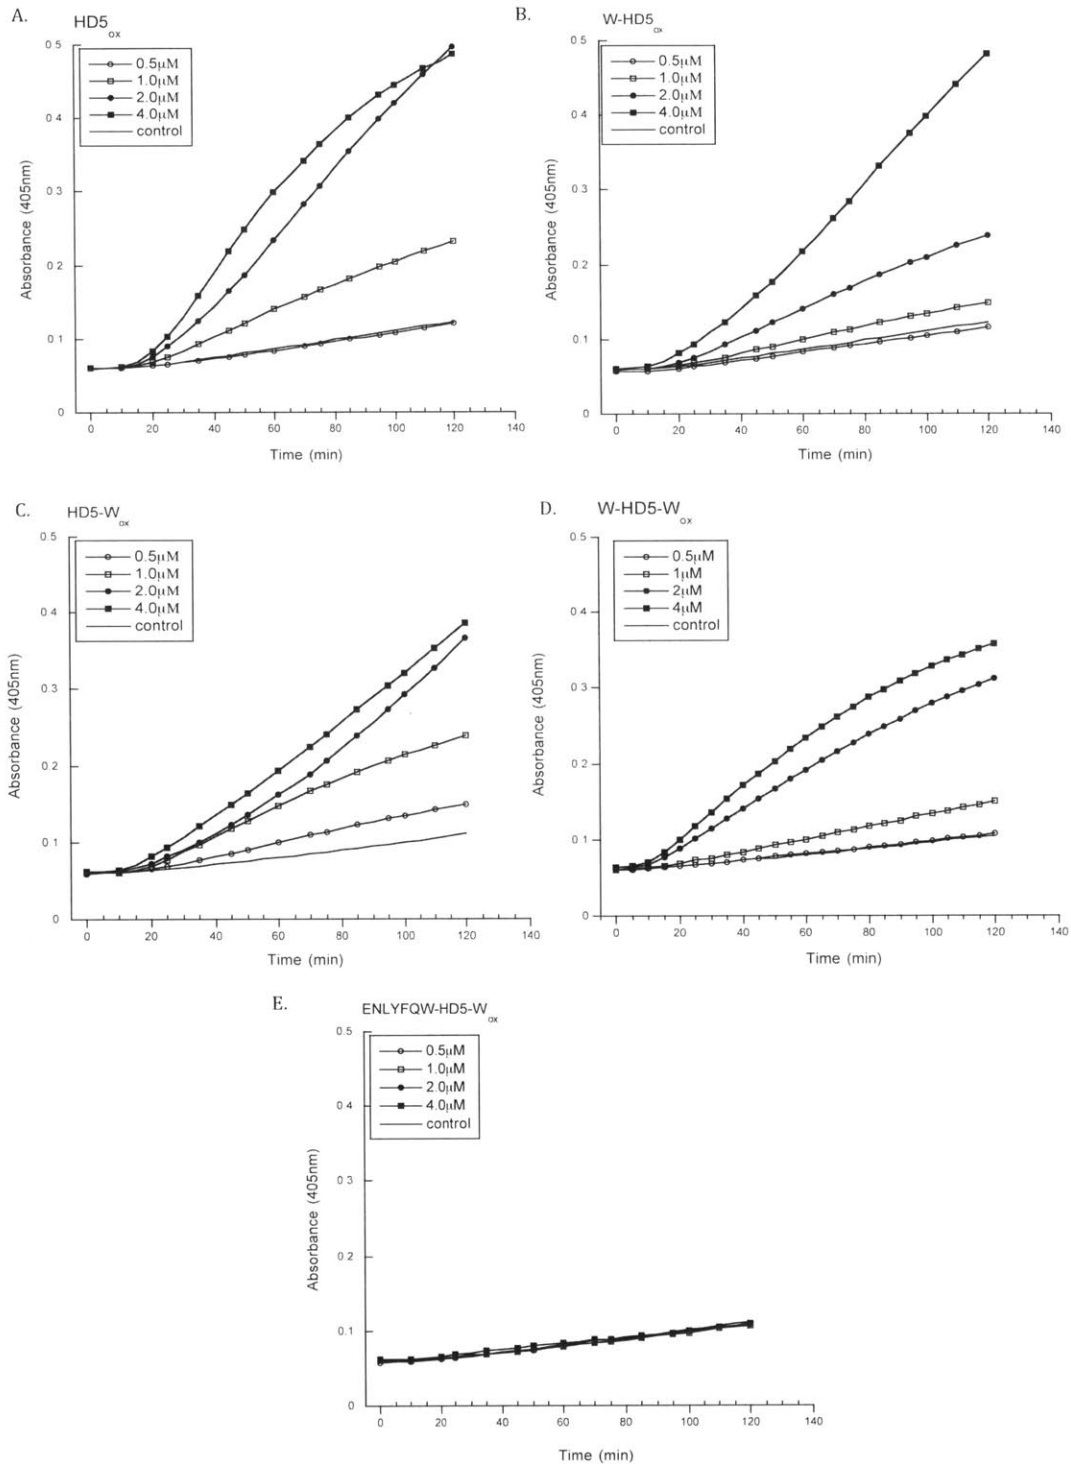 A.
HD5ox
0.5μM
1.0μM
2.0μM
4.0μM
control
Absorbance (405nm)
0 5
0 4
0 3
0 2
0 1
0
0 20 40 60 80 100 120 140
Time (min)
B.
W-HD5ox
0.5μM
1.0μM
2.0μM
4.0μM
control
Absorbance (405nm)
0 5
0 4
0 3
0 2
0 1
0
0 20 40 60 80 100 120 140
Time (min)
C.
HD5-Wox
0.5μM
1.0μM
2.0μM
4.0μM
control
Absorbance (405nm)
0 5
0 4
0 3
0 2
0 1
0
0 20 40 60 80 100 120 140
Time (min)
D.
W-HD5-Wox
0.5μM
1μM
2μM
4μM
control
Absorbance (405nm)
0 5
0 4
0 3
0 2
0 1
0
0 20 40 60 80 100 120 140
Time (min)
E.
ENLYFQW-HD5-Wox
0.5μM
1.0μM
2.0μM
4.0μM
control
Absorbance (405nm)
0.5
0 4
0 3
0 2
0.1
0
0 20 40 60 80 100 120 140
Time (min)